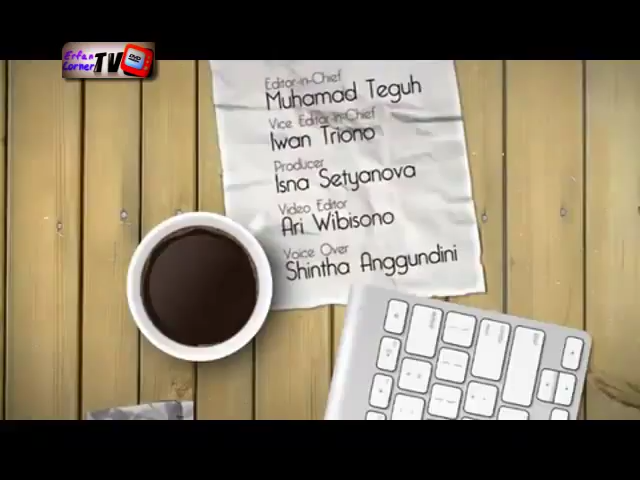 Erfan
Corner TV
DVD
Editor-in-Chief
Muhamad Teguh
Vice Editor-in-Chief
Iwan Triono
Producer
Isna Setyanova
Video Editor
Ari Wibisono
Voice Over
Shintha Anggundini